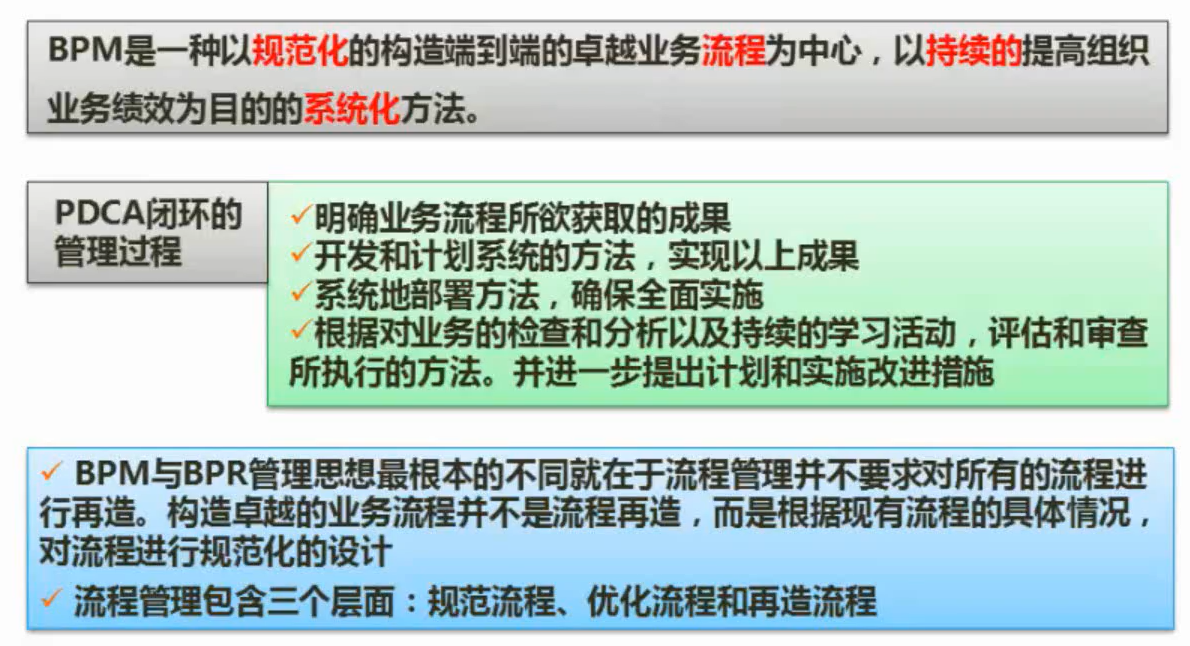 BPM是一种以规范化的构造端到端的卓越业务流程为中心，以持续的提高组织
业务绩效为目的的系统化方法。
PDCA闭环的
管理过程
✓明确业务流程所欲获取的成果
✓开发和计划系统的方法，实现以上成果
✓系统地部署方法，确保全面实施
✓根据对业务的检查和分析以及持续的学习活动，评估和审查
所执行的方法。并进一步提出计划和实施改进措施
✓ BPM与BPR管理思想最根本的不同就在于流程管理并不要求对所有的流程进
行再造。构造卓越的业务流程并不是流程再造，而是根据现有流程的具体情况，
对流程进行规范化的设计
✓ 流程管理包含三个层面：规范流程、优化流程和再造流程